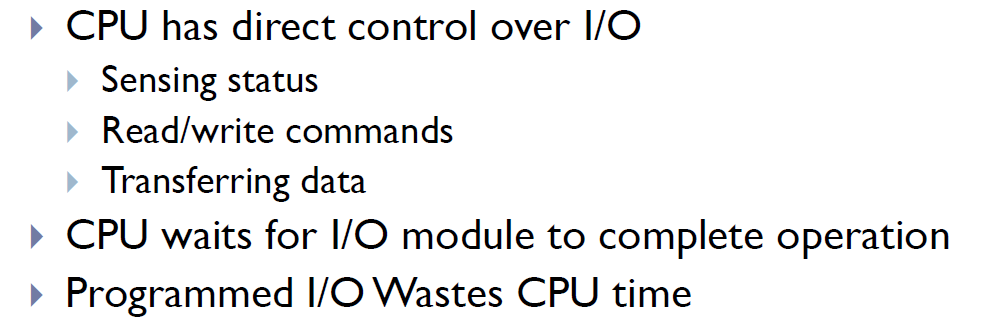 CPU has direct control over I/O
Sensing status
Read/write commands
Transferring data
CPU waits for I/O module to complete operation
Programmed I/O Wastes CPU time